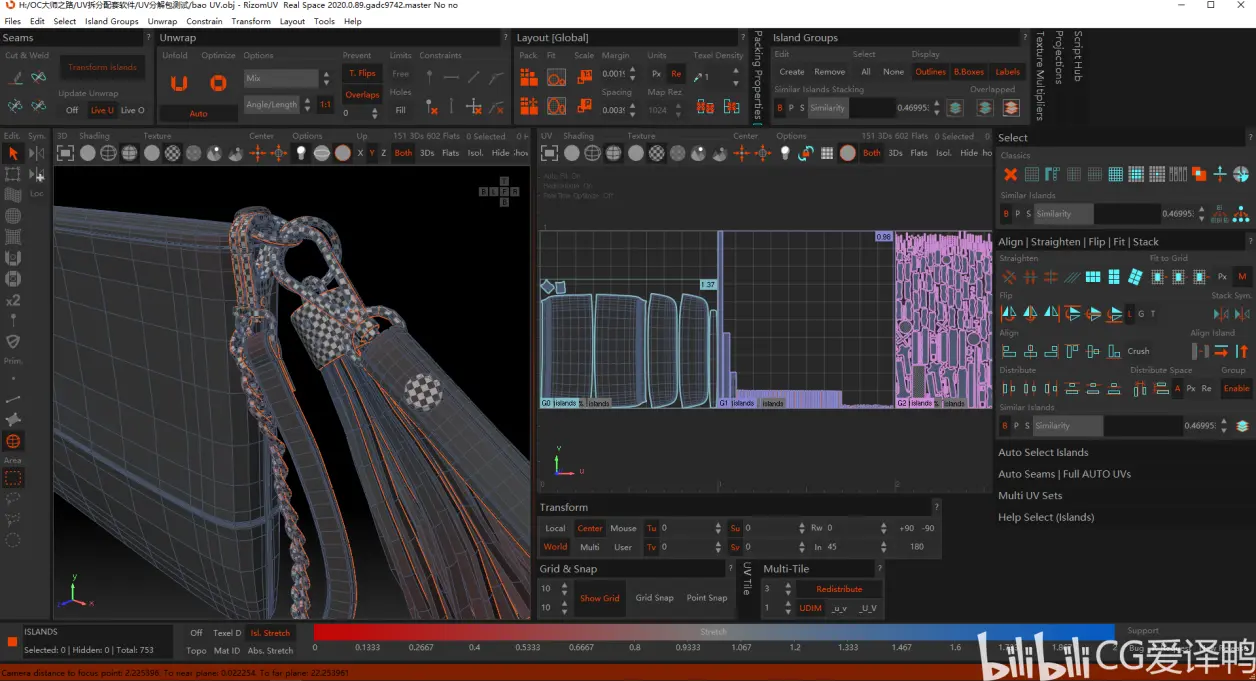 H:/OC大师之路/UV拆分配套软件/UV分解包测试/bao UV.obj - RizomUV Real Space 2020.0.89.gadc9742.master No no
Files Edit Select Island Groups Unwrap Constrain Transform Layout Tools Help
Seams ?
Cut & Weld
Transform Islands
Update Unwrap
Off Live U Live O
Unwrap ?
Unfold Optimize Options Prevent Limits Constraints
Mix T. Flips Free
Overlaps Holes
Angle/Length 1:1
Auto 0 Fill
Layout [Global] ?
Pack Fit Scale Margin Units Texel Density
Px Re 1
Spacing Map Rez
1024
Packing Properties
Island Groups ?
Edit Select Display
Create Remove All None Outlines B.Boxes Labels
Similar Islands Stacking Overlapped
B P S Similarity 0.46995
Texture Multipliers
Projections
Script Hub
Edit. Sym.
Loc
x2
Prim.
Area
3D Shading Texture Center Options Up 151 3Ds 602 Flats 0 Selected
X Y Z Both 3Ds Flats Isol. Hide
UV Shading Texture Center Options 151 3Ds 602 Flats 0 Selected
Both 3Ds Flats Isol. Hide
T
B L F R
B
1.37
0.98
G0 islands islands
G1 islands islands
G2 islands islands
Y
U
Select ?
Classics
Similar Islands
B P S Similarity 0.46995
Align | Straighten | Flip | Fit | Stack ?
Straighten Fit to Grid
Px M
Flip Stack Sym.
L G T
Align Align Island
Crush
Distribute Distribute Space Group
A Px Re Enable
Similar Islands
B P S Similarity 0.46995
Auto Select Islands
Auto Seams | Full AUTO UVs
Multi UV Sets
Help Select (Islands)
Transform ?
Local Center Mouse Tu 0 Su 0 Rw 0 +90 -90
World Multi User Tv 0 Sv 0 In 45 180
Grid & Snap ?
10
10
Show Grid Grid Snap Point Snap
UV Tile
Multi-Tile ?
3 Redistribute
1 UDIM _u_v _U_V
ISLANDS
Selected: 0 | Hidden: 0 | Total: 753
Off Texel D Isl. Stretch
Topo Mat ID Abs. Stretch
Stretch
0 0.1333 0.2667 0.4 0.5333 0.6667 0.8 0.9333 1.067 1.2 1.333 1.467 1.6
Support
Camera distance to focus point: 2.225398. To near plane: 0.022254. To far plane: 22.253961
bilibili CG爱译鸭